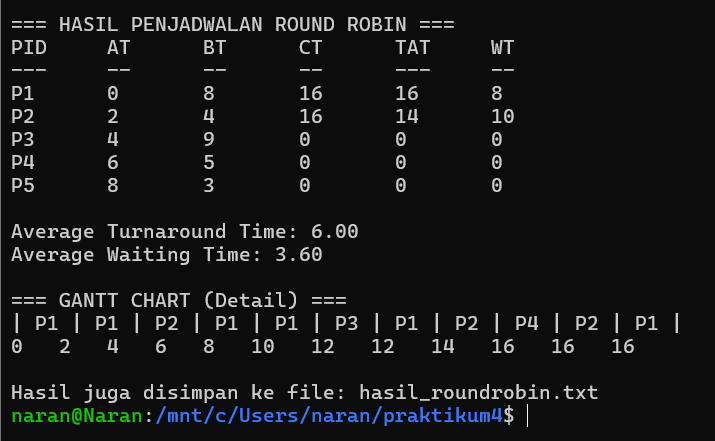 === HASIL PENJADWALAN ROUND ROBIN ===
PID     AT      BT      CT      TAT     WT
---     --      --      --      ---     --
P1      0       8       16      16      8
P2      2       4       16      14      10
P3      4       9       0       0       0
P4      6       5       0       0       0
P5      8       3       0       0       0
Average Turnaround Time: 6.00
Average Waiting Time: 3.60
=== GANTT CHART (Detail) ===
| P1 | P1 | P2 | P1 | P1 | P3 | P1 | P2 | P4 | P2 | P1 |
0   2   4   6   8   10   12   12   14   16   16   16
Hasil juga disimpan ke file: hasil_roundrobin.txt
naran@Naran:/mnt/c/Users/naran/praktikum4$